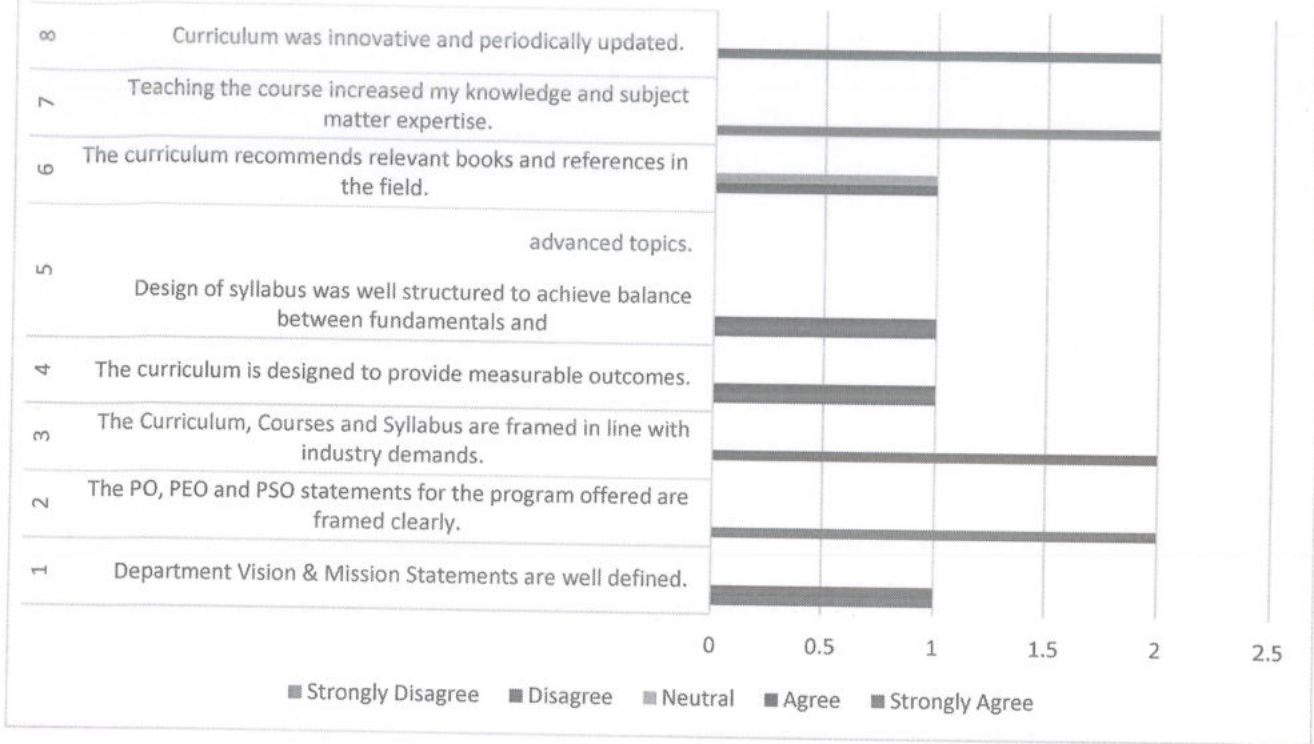 8
Curriculum was innovative and periodically updated.
7
Teaching the course increased my knowledge and subject
matter expertise.
6
The curriculum recommends relevant books and references in
the field.
5
advanced topics.
Design of syllabus was well structured to achieve balance
between fundamentals and
4
The curriculum is designed to provide measurable outcomes.
3
The Curriculum, Courses and Syllabus are framed in line with
industry demands.
2
The PO, PEO and PSO statements for the program offered are
framed clearly.
1
Department Vision & Mission Statements are well defined.
0 0.5 1 1.5 2 2.5
Strongly Disagree Disagree Neutral Agree Strongly Agree